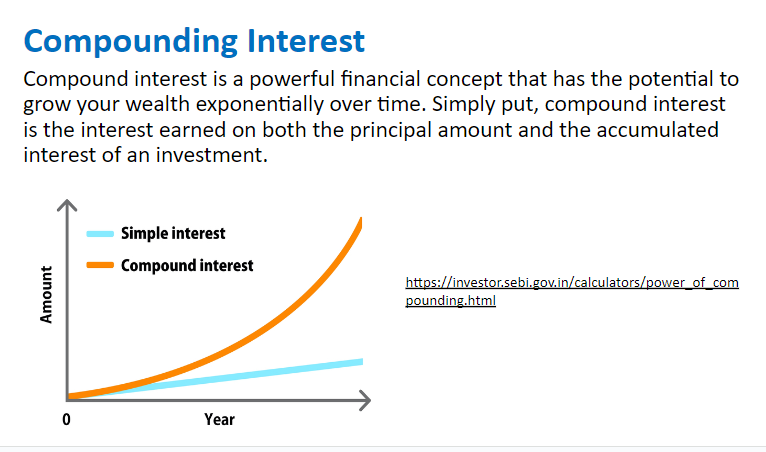 Compounding Interest
Compound interest is a powerful financial concept that has the potential to
grow your wealth exponentially over time. Simply put, compound interest
is the interest earned on both the principal amount and the accumulated
interest of an investment.
Simple interest
Compound interest
Amount
0
Year
https://investor.sebi.gov.in/calculators/power_of_com
pounding.html